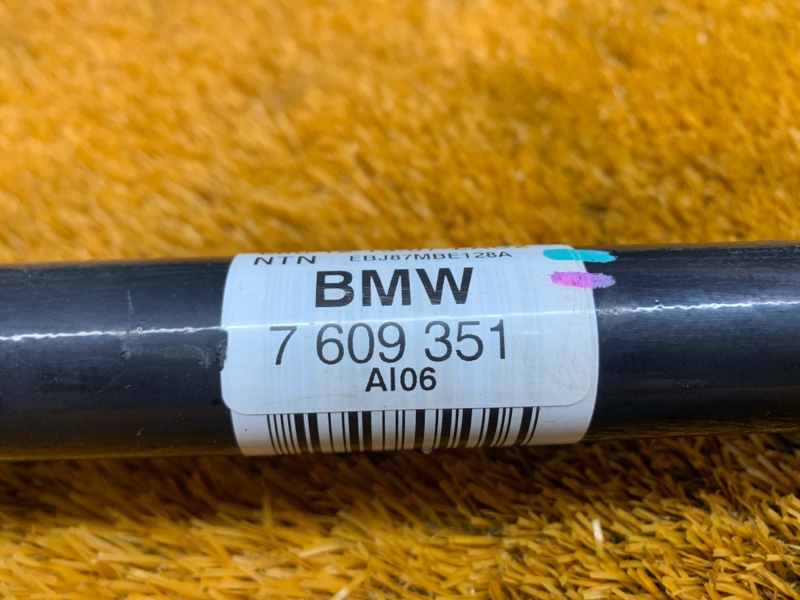 NTN EBJ87MBE128A
BMW
7 609 351
AI06